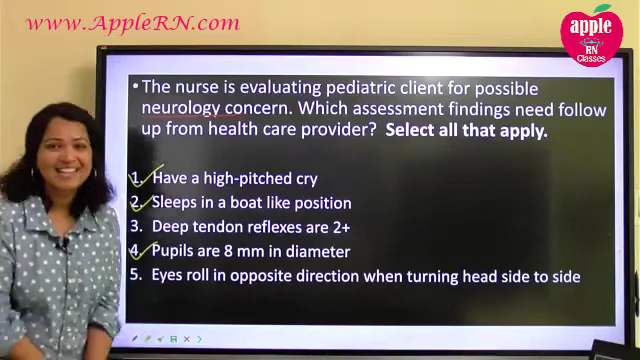 www.AppleRN.com
apple
RN
Classes
• The nurse is evaluating pediatric client for possible
neurology concern. Which assessment findings need follow
up from health care provider? Select all that apply.
1. Have a high-pitched cry
2. Sleeps in a boat like position
3. Deep tendon reflexes are 2+
4. Pupils are 8 mm in diameter
5. Eyes roll in opposite direction when turning head side to side